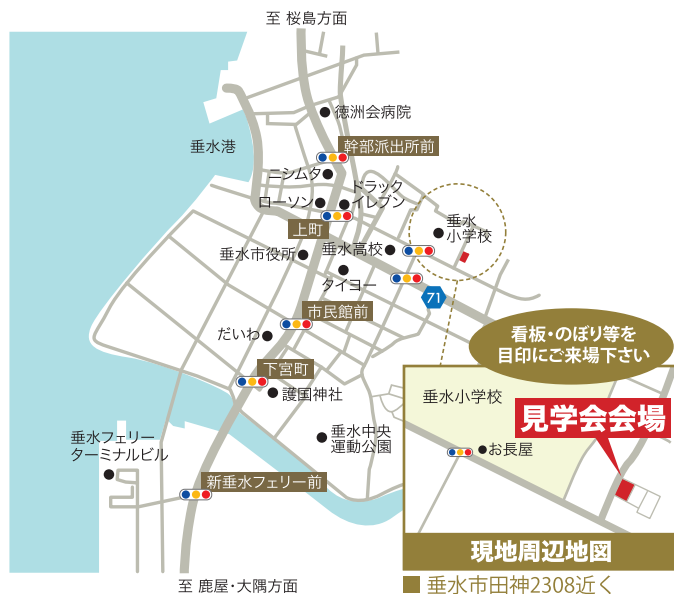 至 桜島方面
徳洲会病院
垂水港
幹部派出所前
ニシムタ
ドラック
イレブン
ローソン
上町
垂水
小学校
垂水市役所
垂水高校
タイヨー
71
市民館前
だいわ
看板・のぼり等を
目印にご来場下さい
下宮町
護国神社
垂水小学校
見学会会場
垂水フェリー
ターミナルビル
垂水中央
運動公園
お長屋
新垂水フェリー前
現地周辺地図
至 鹿屋・大隅方面
垂水市田神2308近く